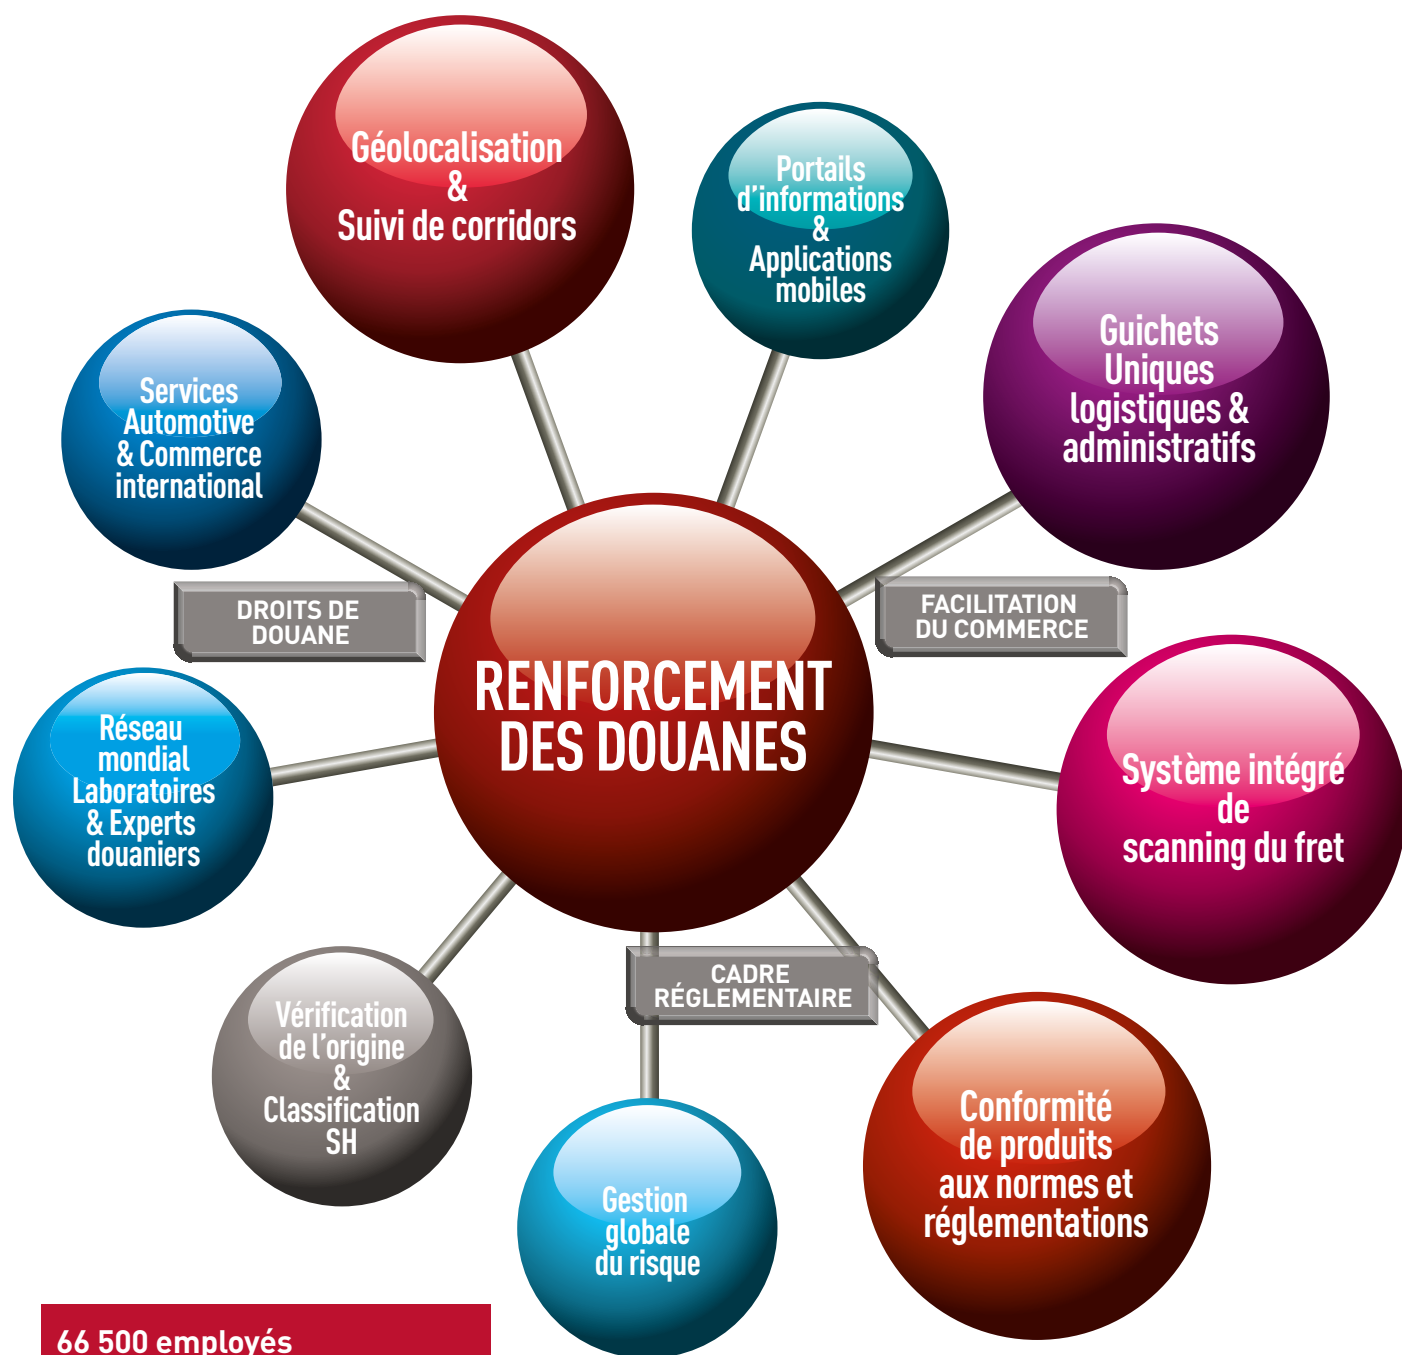 Géolocalisation
&
Suivi de corridors
Portails
d'informations
&
Applications
mobiles
Guichets
Uniques
logistiques &
administratifs
Services
Automotive
& Commerce
international
DROITS DE
DOUANE
FACILITATION
DU COMMERCE
RENFORCEMENT
DES DOUANES
Réseau
mondial
Laboratoires
& Experts
douaniers
Système intégré
de
scanning du fret
CADRE
RÉGLEMENTAIRE
Vérification
de l'origine
&
Classification
SH
Gestion
globale
du risque
Conformité
de produits
aux normes et
réglementations
66 500 employés